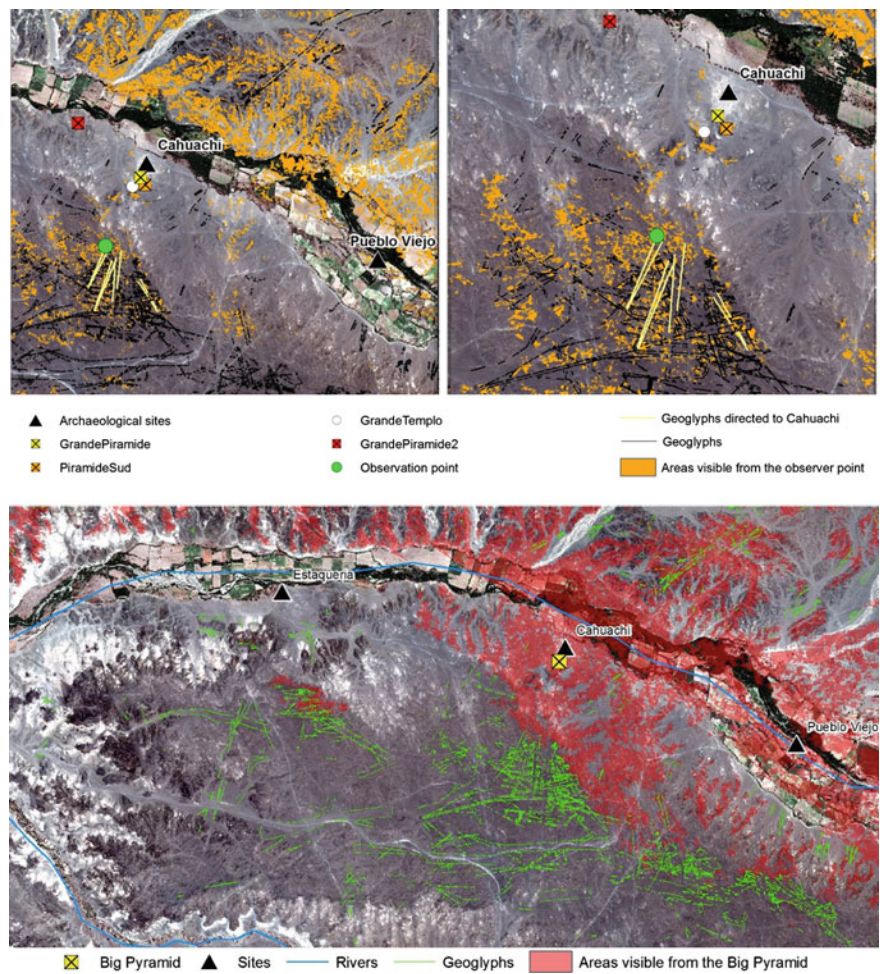 Cahuachi
Pueblo Viejo
Cahuachi
Archaeological sites
GrandeTemplo
Geoglyphs directed to Cahuachi
GrandePiramide
GrandePiramide2
Geoglyphs
PiramideSud
Observation point
Areas visible from the observer point
Estaqueria
Cahuachi
Pueblo Viejo
Big Pyramid
Sites
Rivers
Geoglyphs
Areas visible from the Big Pyramid